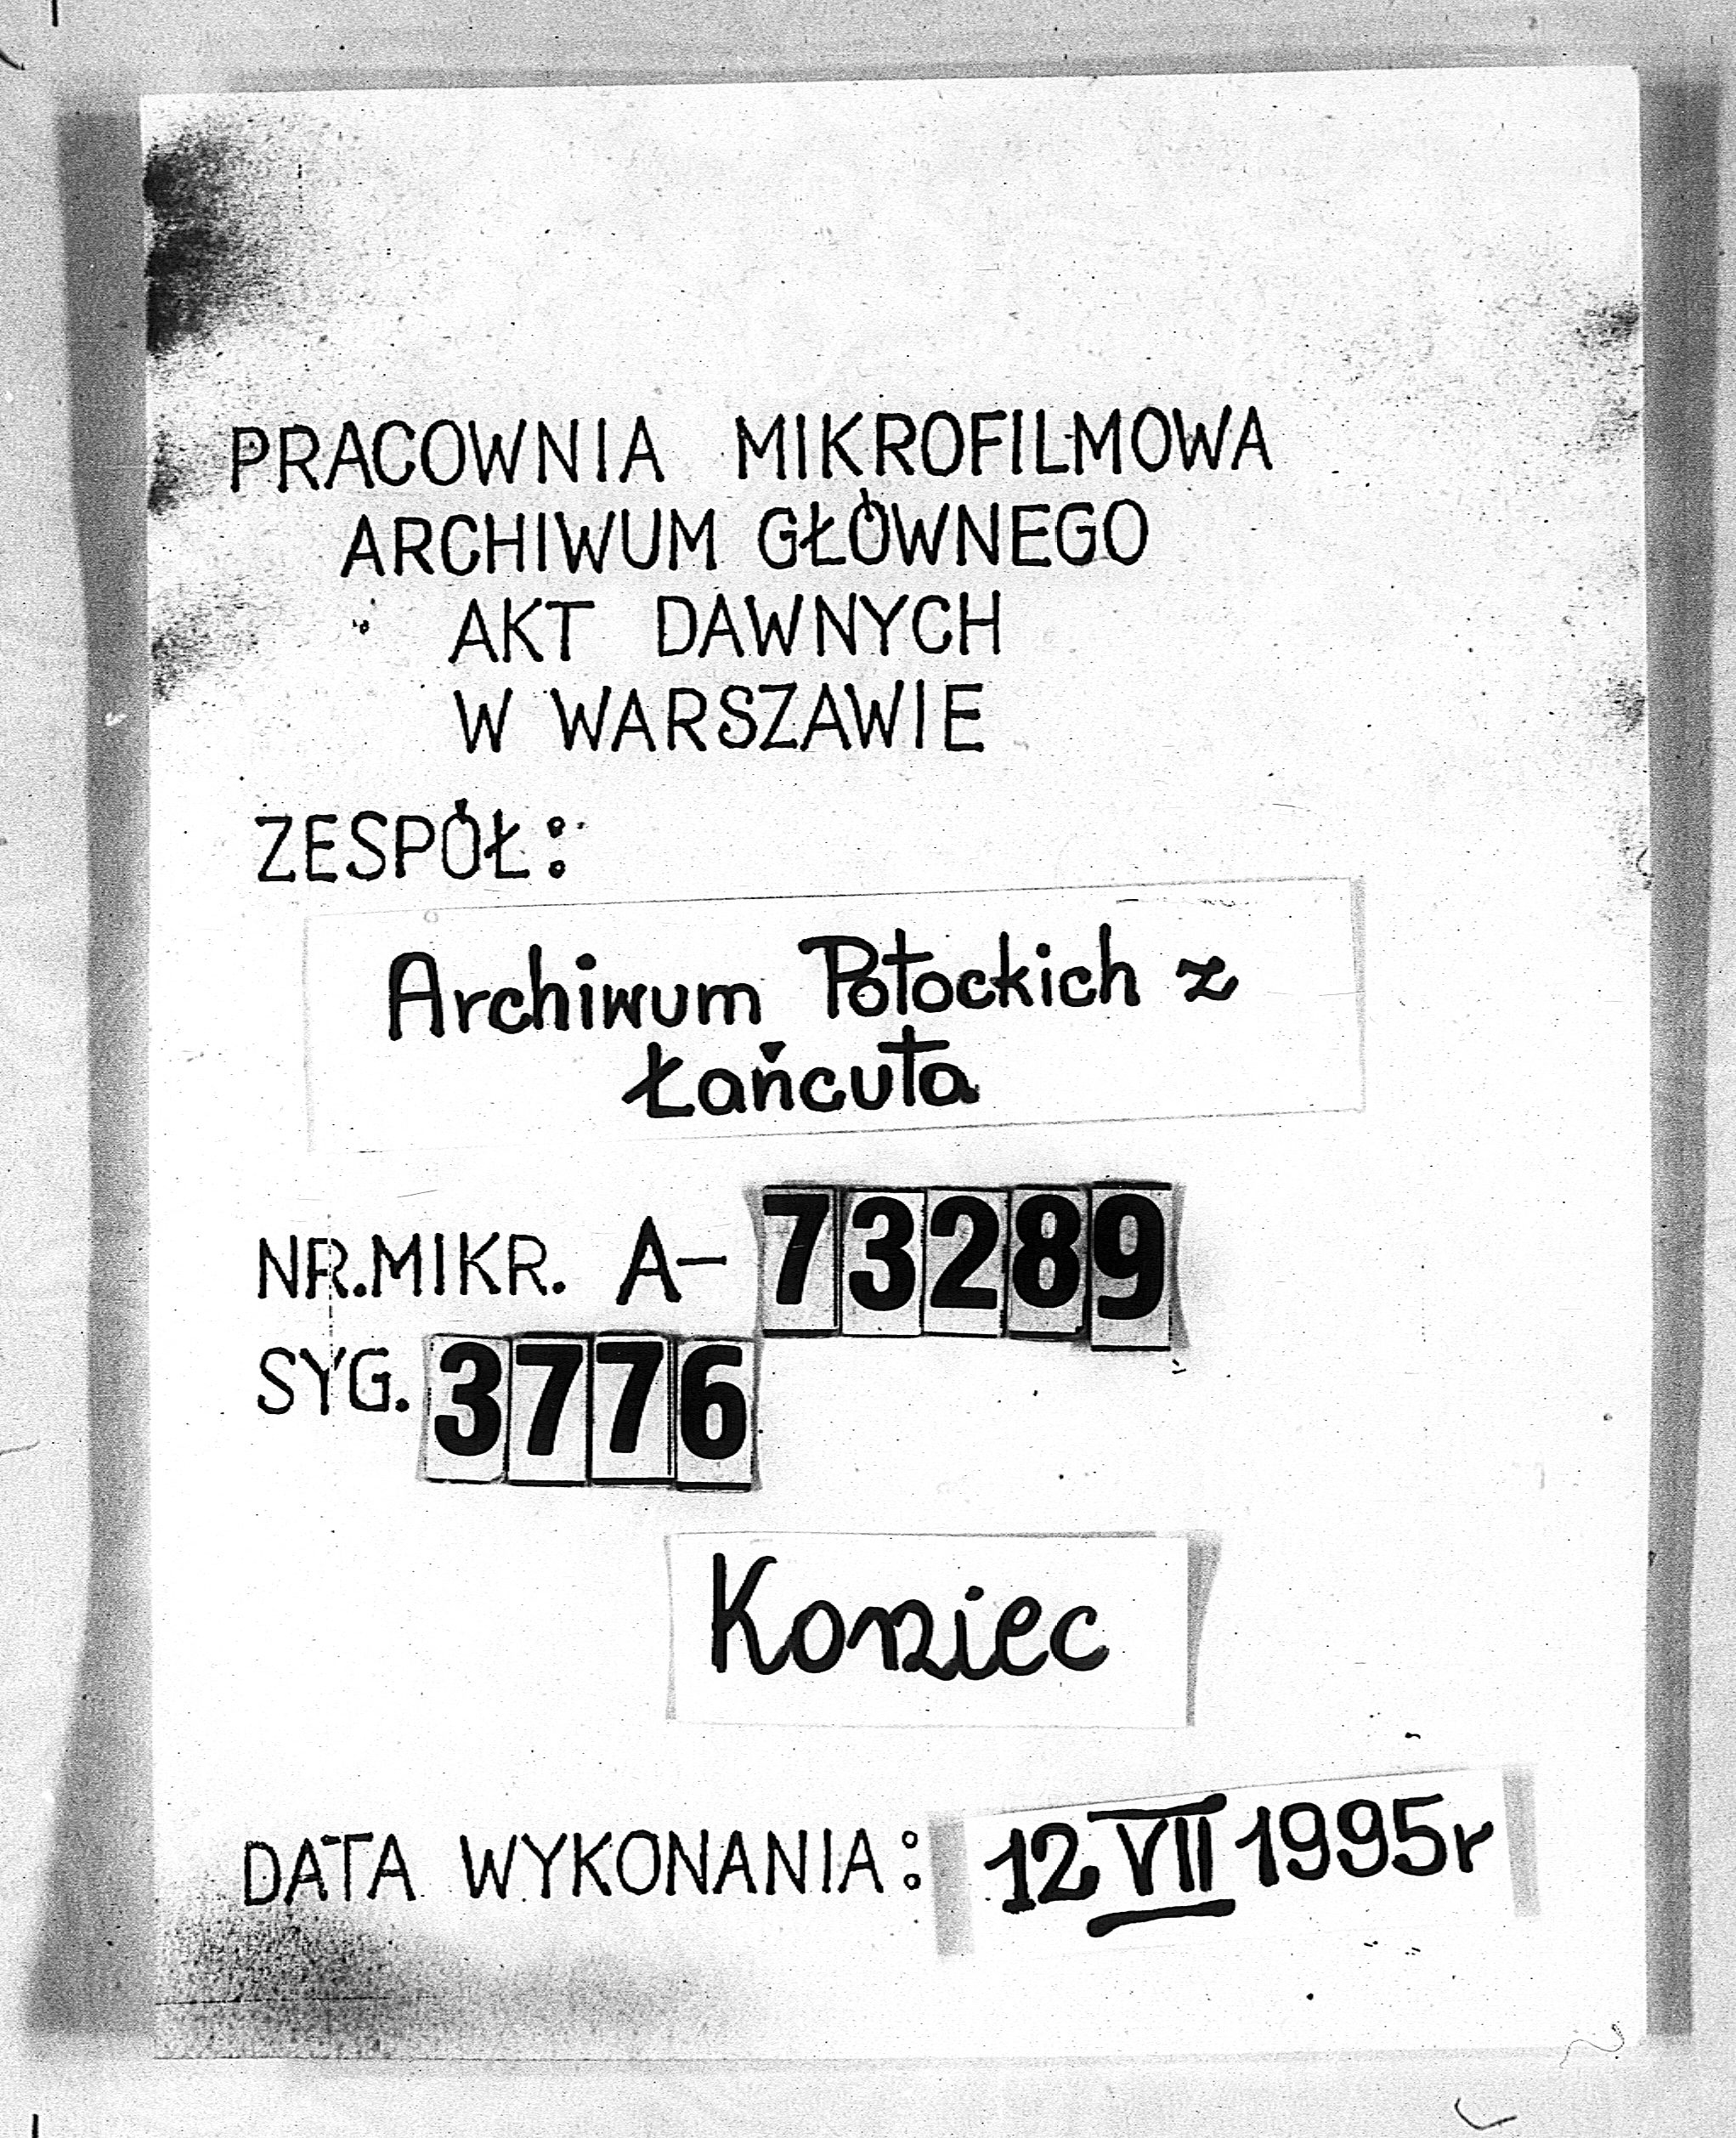 PRACOWNIA MIKROFILMOWA
ARCHIWUM GŁÓWNEGO
AKT DAWNYCH
W WARSZAWIE
ZESPÓŁ:
Archiwum Potockich z
Łańcuta
NR.MIKR. A- 73289
SYG. 3776
Koniec
DATA WYKONANIA: 12 VII 1995r